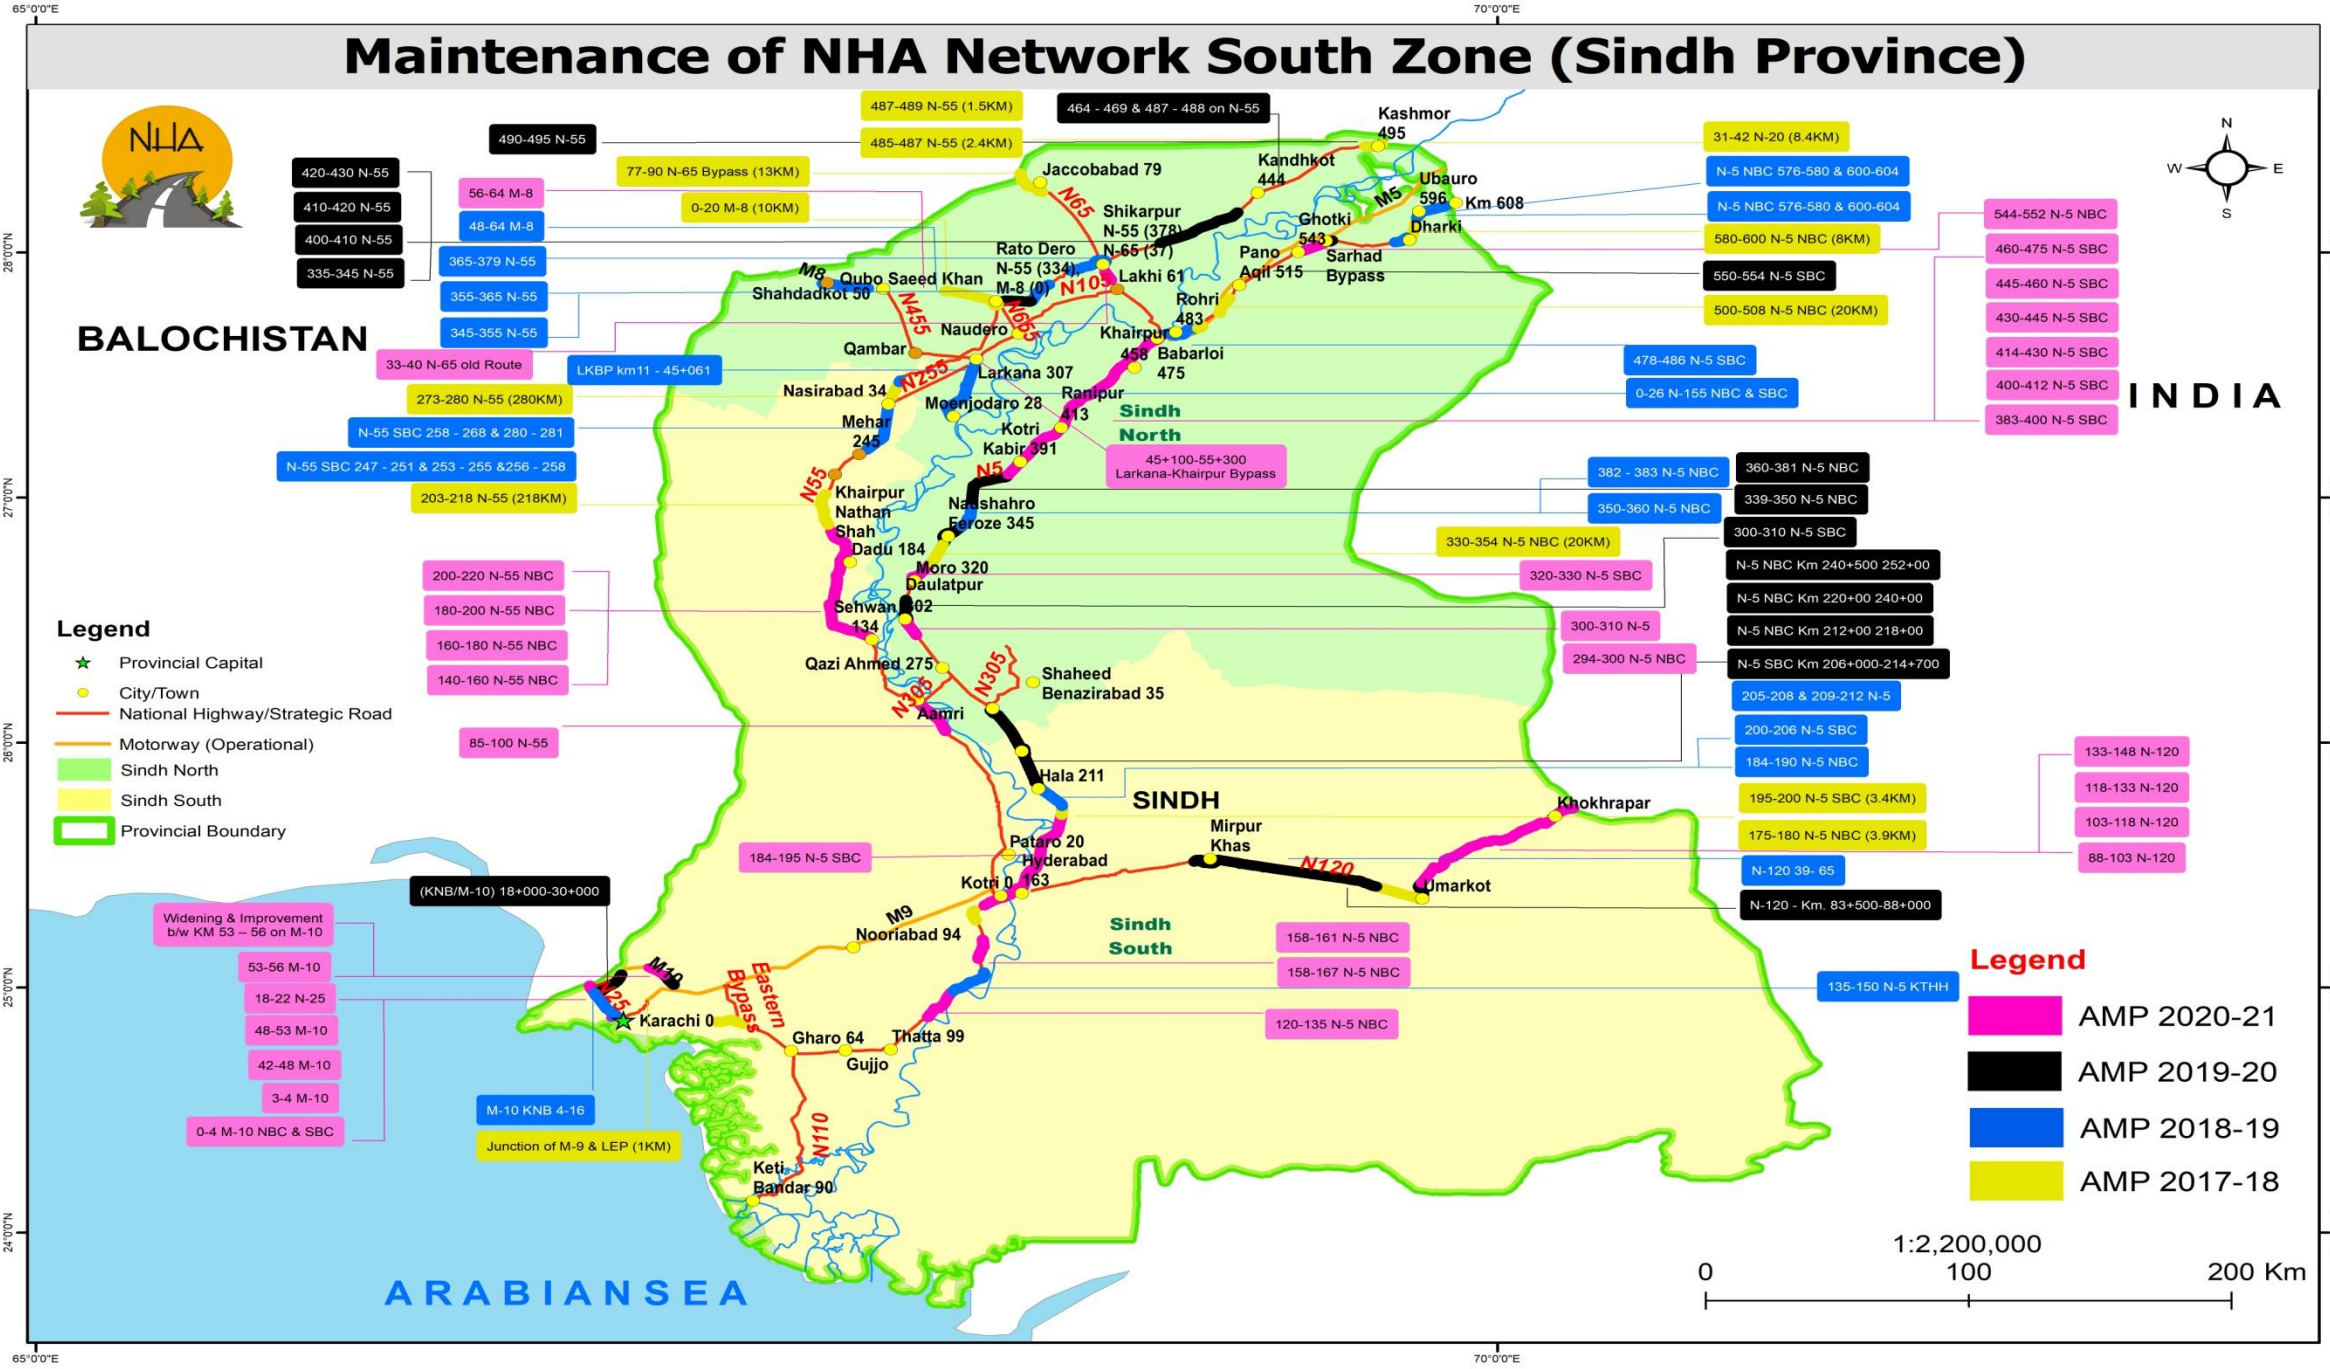 65°0'0"E
70°0'0"E
Maintenance of NHA Network South Zone (Sindh Province)
NHA
N
W
E
S
28°0'0"N
27°0'0"N
26°0'0"N
25°0'0"N
24°0'0"N
487-489 N-55 (1.5KM)
464 - 469 & 487 - 488 on N-55
490-495 N-55
485-487 N-55 (2.4KM)
420-430 N-55
410-420 N-55
400-410 N-55
335-345 N-55
77-90 N-65 Bypass (13KM)
56-64 M-8
0-20 M-8 (10KM)
48-64 M-8
365-379 N-55
355-365 N-55
345-355 N-55
33-40 N-65 old Route
LKBP km11 - 45+061
273-280 N-55 (280KM)
N-55 SBC 258 - 268 & 280 - 281
N-55 SBC 247 - 251 & 253 - 255 &256 - 258
203-218 N-55 (218KM)
200-220 N-55 NBC
180-200 N-55 NBC
160-180 N-55 NBC
140-160 N-55 NBC
85-100 N-55
184-195 N-5 SBC
(KNB/M-10) 18+000-30+000
Widening & Improvement
b/w KM 53 – 56 on M-10
53-56 M-10
18-22 N-25
48-53 M-10
42-48 M-10
3-4 M-10
0-4 M-10 NBC & SBC
M-10 KNB 4-16
Junction of M-9 & LEP (1KM)
31-42 N-20 (8.4KM)
N-5 NBC 576-580 & 600-604
N-5 NBC 576-580 & 600-604
580-600 N-5 NBC (8KM)
550-554 N-5 SBC
500-508 N-5 NBC (20KM)
478-486 N-5 SBC
0-26 N-155 NBC & SBC
544-552 N-5 NBC
460-475 N-5 SBC
445-460 N-5 SBC
430-445 N-5 SBC
414-430 N-5 SBC
400-412 N-5 SBC
383-400 N-5 SBC
45+100-55+300
Larkana-Khairpur Bypass
382 - 383 N-5 NBC
350-360 N-5 NBC
360-381 N-5 NBC
339-350 N-5 NBC
300-310 N-5 SBC
330-354 N-5 NBC (20KM)
320-330 N-5 SBC
N-5 NBC Km 240+500 252+00
N-5 NBC Km 220+00 240+00
N-5 NBC Km 212+00 218+00
N-5 SBC Km 206+000-214+700
300-310 N-5
294-300 N-5 NBC
205-208 & 209-212 N-5
200-206 N-5 SBC
184-190 N-5 NBC
195-200 N-5 SBC (3.4KM)
175-180 N-5 NBC (3.9KM)
N-120 39- 65
N-120 - Km. 83+500-88+000
133-148 N-120
118-133 N-120
103-118 N-120
88-103 N-120
158-161 N-5 NBC
158-167 N-5 NBC
135-150 N-5 KTHH
120-135 N-5 NBC
Kashmor
495
Kandhkot
444
Jaccobabad 79
N65
M5
Ubauro
596
Km 608
Shikarpur
N-55 (378)
N-65 (37)
Ghotki
543
Dharki
Pano
Aqil 515
Sarhad
Bypass
Rato Dero
N-55 (334),
M-8 (0)
Lakhi 61
N105
M8
Qubo Saeed Khan
Shahdadkot 50
N455
N655
Rohri
483
Naudero
Khairpur
458
Babarloi
475
Qambar
N255
Larkana 307
Nasirabad 34
Moenjodaro 28
Ranipur
413
Sindh
North
Mehar
245
Kotri
Kabir 391
N5
N55
Khairpur
Nathan
Shah
Naushahro
Feroze 345
Dadu 184
Moro 320
Daulatpur
302
Sehwan
134
Qazi Ahmed 275
N305
N305
Aamri
Shaheed
Benazirabad 35
Hala 211
SINDH
Khokhrapar
Mirpur
Khas
N120
Umarkot
Pataro 20
Hyderabad
163
Kotri 0
M9
Nooriabad 94
Sindh
South
M10
N25
Karachi 0
Eastern
Bypass
Gharo 64
Gujjo
Thatta 99
N110
Keti
Bandar 90
BALOCHISTAN
INDIA
ARABIANSEA
Legend
Provincial Capital
City/Town
National Highway/Strategic Road
Motorway (Operational)
Sindh North
Sindh South
Provincial Boundary
Legend
AMP 2020-21
AMP 2019-20
AMP 2018-19
AMP 2017-18
1:2,200,000
0
100
200 Km
65°0'0"E
70°0'0"E